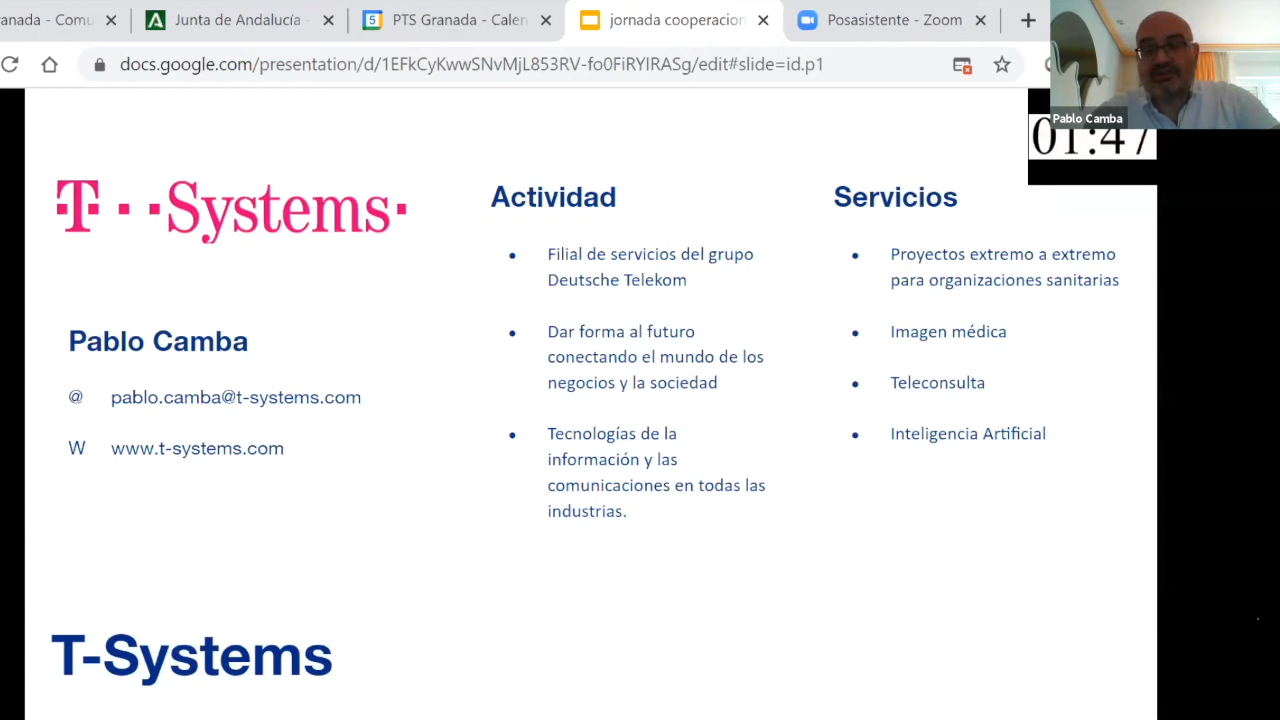 ranada - Comu
Junta de Andalucía -
5
PTS Granada - Calen
jornada cooperacion
Posasistente - Zoom
docs.google.com/presentation/d/1EFkCyKwwSNvMjL853RV-fo0FiRYIRASg/edit#slide=id.p1
Pablo Camba
01:47
T · · Systems ·
Pablo Camba
@ pablo.camba@t-systems.com
W www.t-systems.com
Actividad
• Filial de servicios del grupo
Deutsche Telekom
• Dar forma al futuro
conectando el mundo de los
negocios y la sociedad
• Tecnologías de la
información y las
comunicaciones en todas las
industrias.
Servicios
• Proyectos extremo a extremo
para organizaciones sanitarias
• Imagen médica
• Teleconsulta
• Inteligencia Artificial
T-Systems